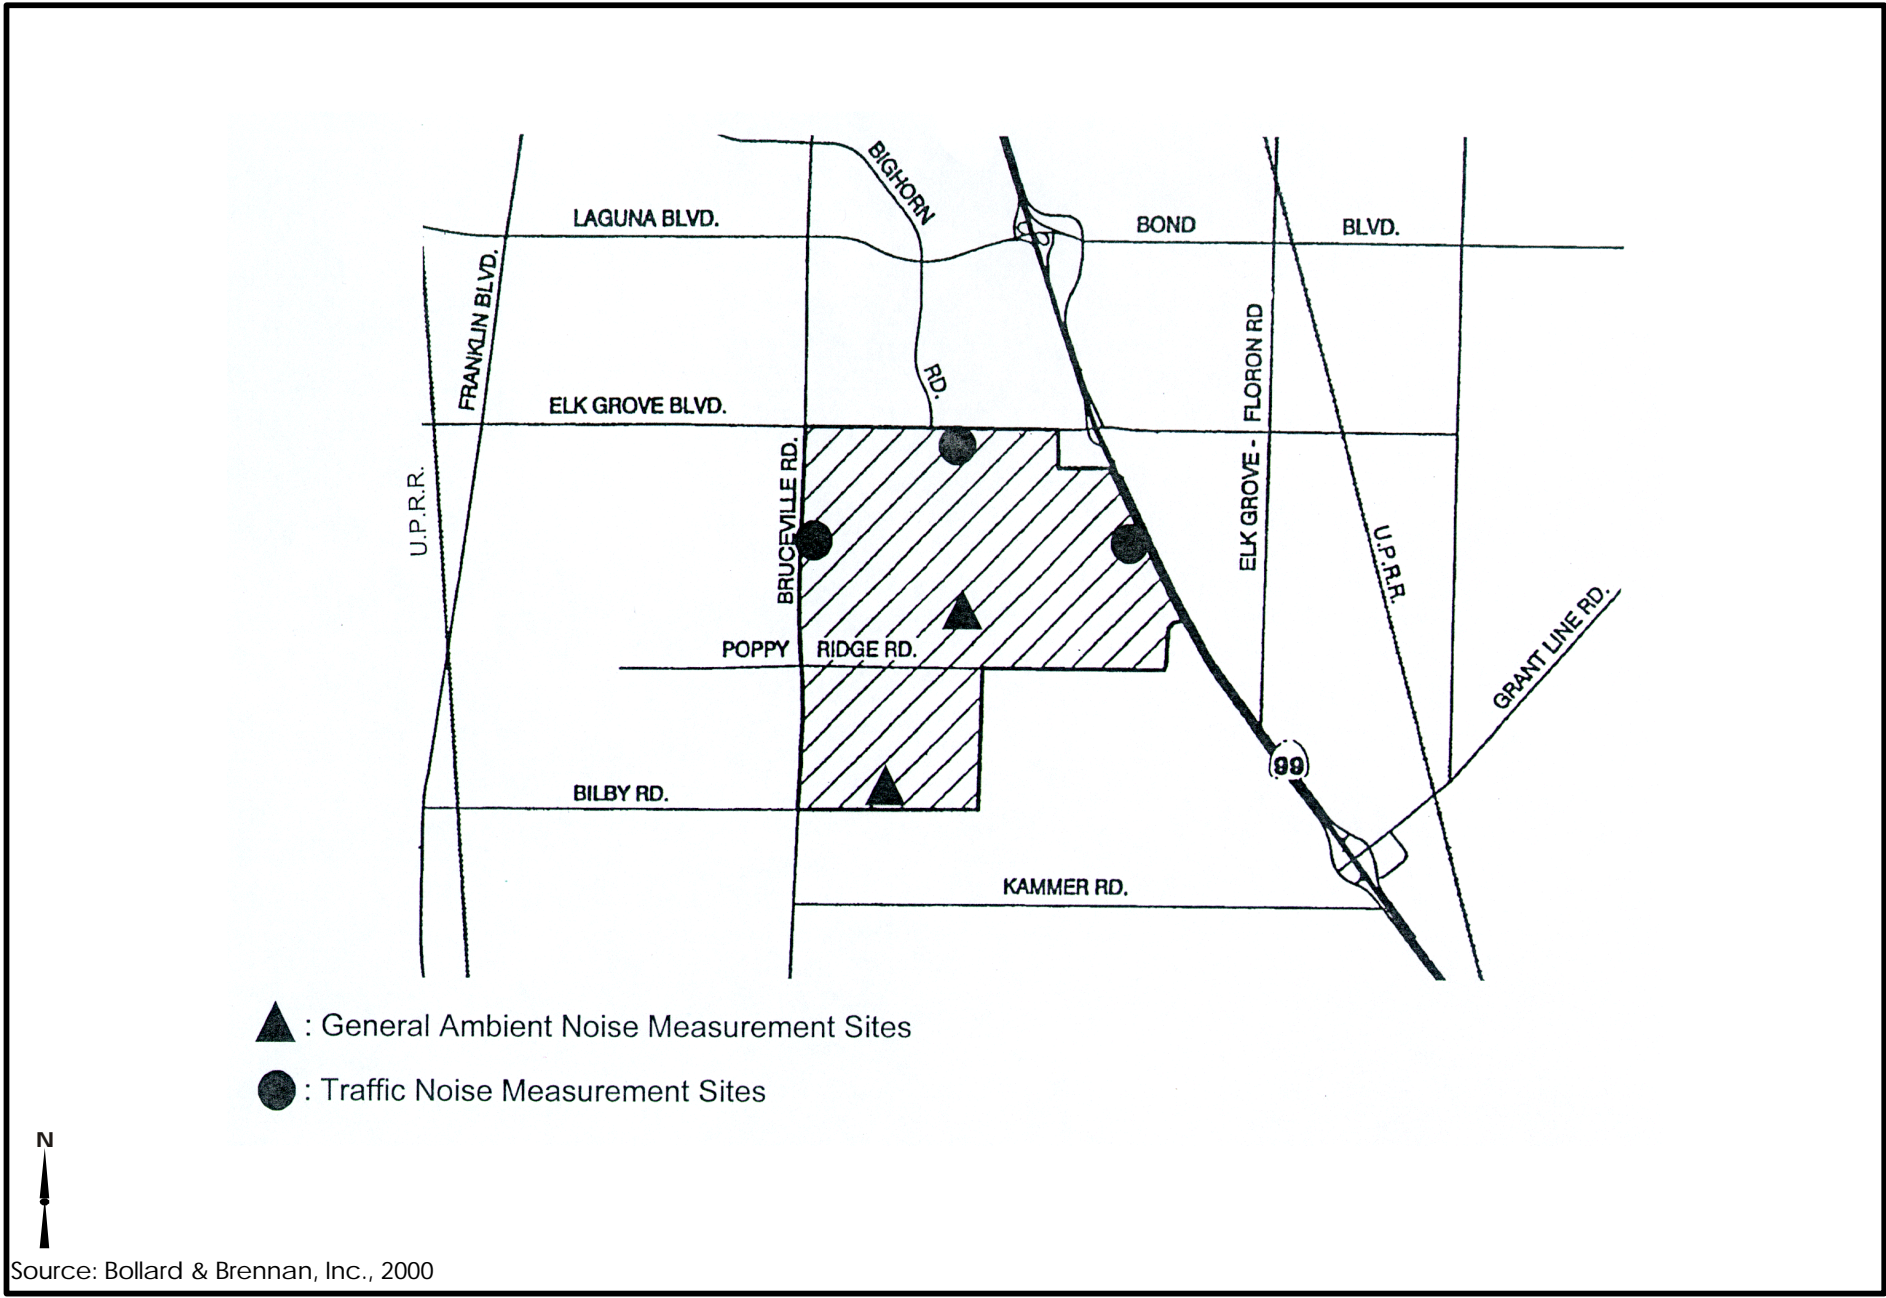 BIGHORN
LAGUNA BLVD.
BOND
BLVD.
FRANKLIN BLVD.
ELK GROVE - FLORON RD
RD.
ELK GROVE BLVD.
U.P.R.R.
BRUCEVILLE RD.
U.P.R.R.
GRANT LINE RD.
POPPY RIDGE RD.
99
BILBY RD.
KAMMER RD.
: General Ambient Noise Measurement Sites
: Traffic Noise Measurement Sites
N
Source: Bollard & Brennan, Inc., 2000